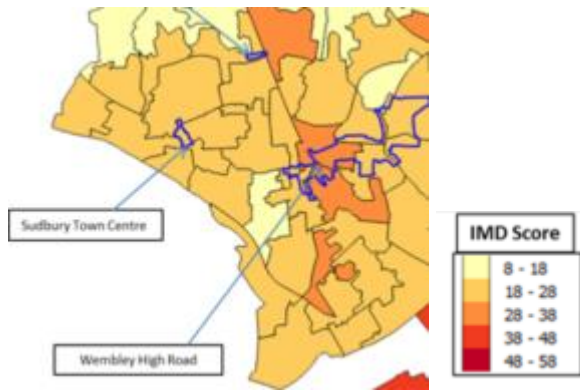 Sudbury Town Centre
Wembley High Road
IMD Score
8 - 18
18 - 28
28 - 38
38 - 48
48 - 58